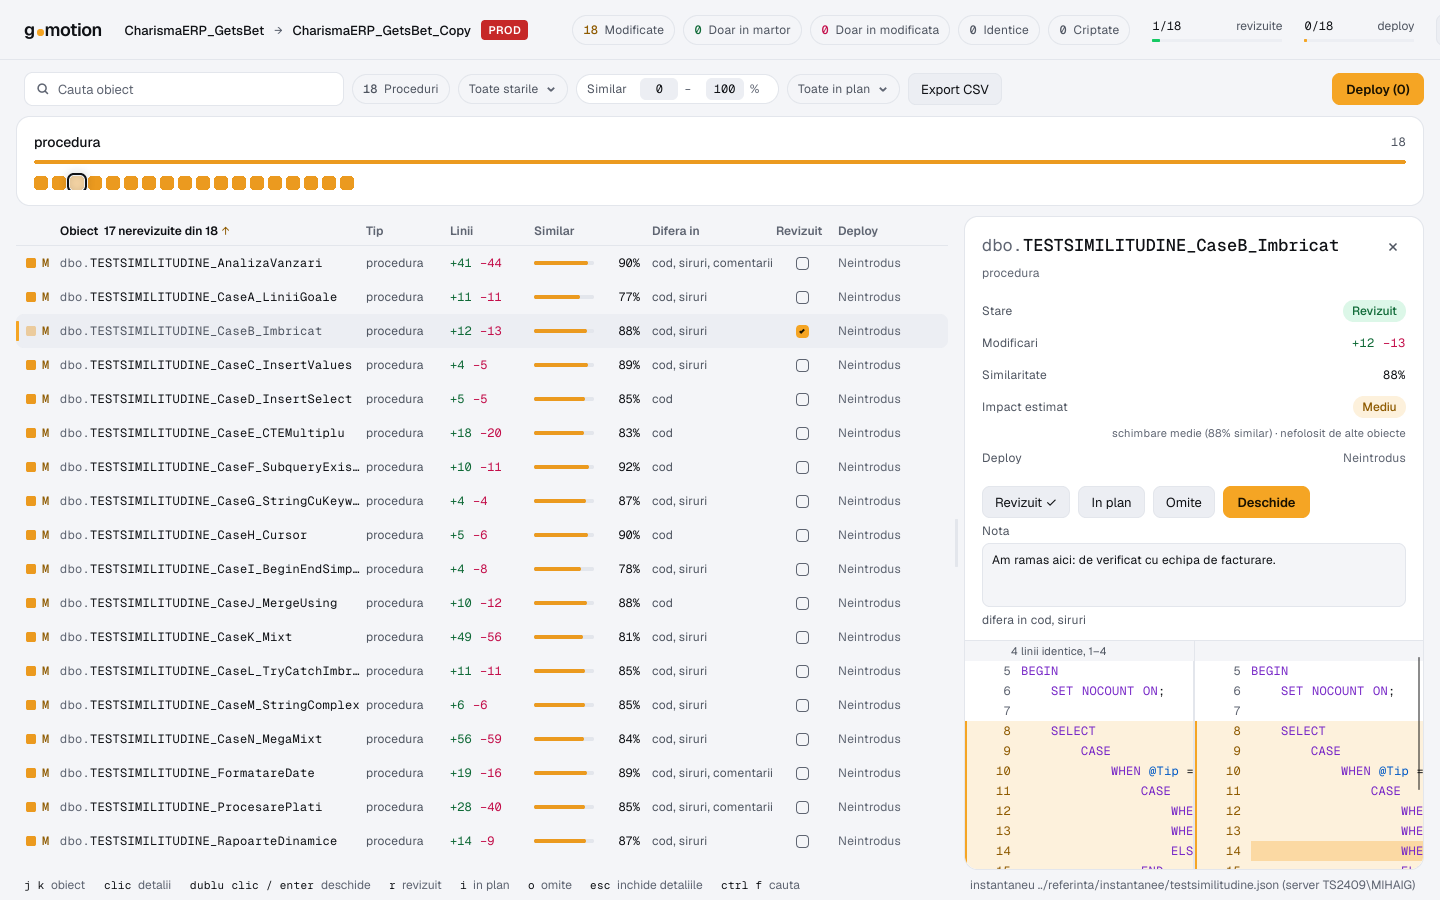 gomotion CharismaERP_GetsBet → CharismaERP_GetsBet_Copy PROD 18 Modificate 0 Doar in martor 0 Doar in modificata 0 Identice 0 Criptate 1/18 revizuite 0/18 deploy
Cauta obiect 18 Proceduri Toate starile Similar 0 – 100 % Toate in plan Export CSV Deploy (0)
procedura 18
Obiect 17 nerevizuite din 18 ↑ Tip Linii Similar Difera in Revizuit Deploy
M dbo.TESTSIMILITUDINE_AnalizaVanzari procedura +41 −44 90% cod, siruri, comentarii Neintrodus
M dbo.TESTSIMILITUDINE_CaseA_LiniiGoale procedura +11 −11 77% cod, siruri Neintrodus
M dbo.TESTSIMILITUDINE_CaseB_Imbricat procedura +12 −13 88% cod, siruri Neintrodus
M dbo.TESTSIMILITUDINE_CaseC_InsertValues procedura +4 −5 89% cod, siruri Neintrodus
M dbo.TESTSIMILITUDINE_CaseD_InsertSelect procedura +5 −5 85% cod Neintrodus
M dbo.TESTSIMILITUDINE_CaseE_CTEMultiplu procedura +18 −20 83% cod Neintrodus
M dbo.TESTSIMILITUDINE_CaseF_SubqueryExis… procedura +10 −11 92% cod Neintrodus
M dbo.TESTSIMILITUDINE_CaseG_StringCuKeyw… procedura +4 −4 87% cod, siruri Neintrodus
M dbo.TESTSIMILITUDINE_CaseH_Cursor procedura +5 −6 90% cod Neintrodus
M dbo.TESTSIMILITUDINE_CaseI_BeginEndSimp… procedura +4 −8 78% cod, siruri Neintrodus
M dbo.TESTSIMILITUDINE_CaseJ_MergeUsing procedura +10 −12 88% cod Neintrodus
M dbo.TESTSIMILITUDINE_CaseK_Mixt procedura +49 −56 81% cod, siruri Neintrodus
M dbo.TESTSIMILITUDINE_CaseL_TryCatchImbr… procedura +11 −11 85% cod, siruri Neintrodus
M dbo.TESTSIMILITUDINE_CaseM_StringComplex procedura +6 −6 85% cod, siruri Neintrodus
M dbo.TESTSIMILITUDINE_CaseN_MegaMixt procedura +56 −59 84% cod, siruri Neintrodus
M dbo.TESTSIMILITUDINE_FormatareDate procedura +19 −16 89% cod, siruri, comentarii Neintrodus
M dbo.TESTSIMILITUDINE_ProcesarePlati procedura +28 −40 85% cod, siruri, comentarii Neintrodus
M dbo.TESTSIMILITUDINE_RapoarteDinamice procedura +14 −9 87% cod, siruri Neintrodus
dbo.TESTSIMILITUDINE_CaseB_Imbricat ×
procedura
Stare Revizuit
Modificari +12 −13
Similaritate 88%
Impact estimat Mediu
schimbare medie (88% similar) · nefolosit de alte obiecte
Deploy Neintrodus
Revizuit ✓ In plan Omite Deschide
Nota
Am ramas aici: de verificat cu echipa de facturare.
difera in cod, siruri
4 linii identice, 1–4
5 BEGIN 5 BEGIN
6 SET NOCOUNT ON; 6 SET NOCOUNT ON;
7 7
8 SELECT 8 SELECT
9 CASE 9 CASE
10 WHEN @Tip = 10 WHEN @Tip =
11 CASE 11 CASE
12 WHE 12 WHE
13 WHE 13 WHE
14 ELS 14 WHE
j k obiect clic detalii dublu clic / enter deschide r revizuit i in plan o omite esc inchide detaliile ctrl f cauta
instantaneu ../referinta/instantanee/testsimilitudine.json (server TS2409\MIHAIG)